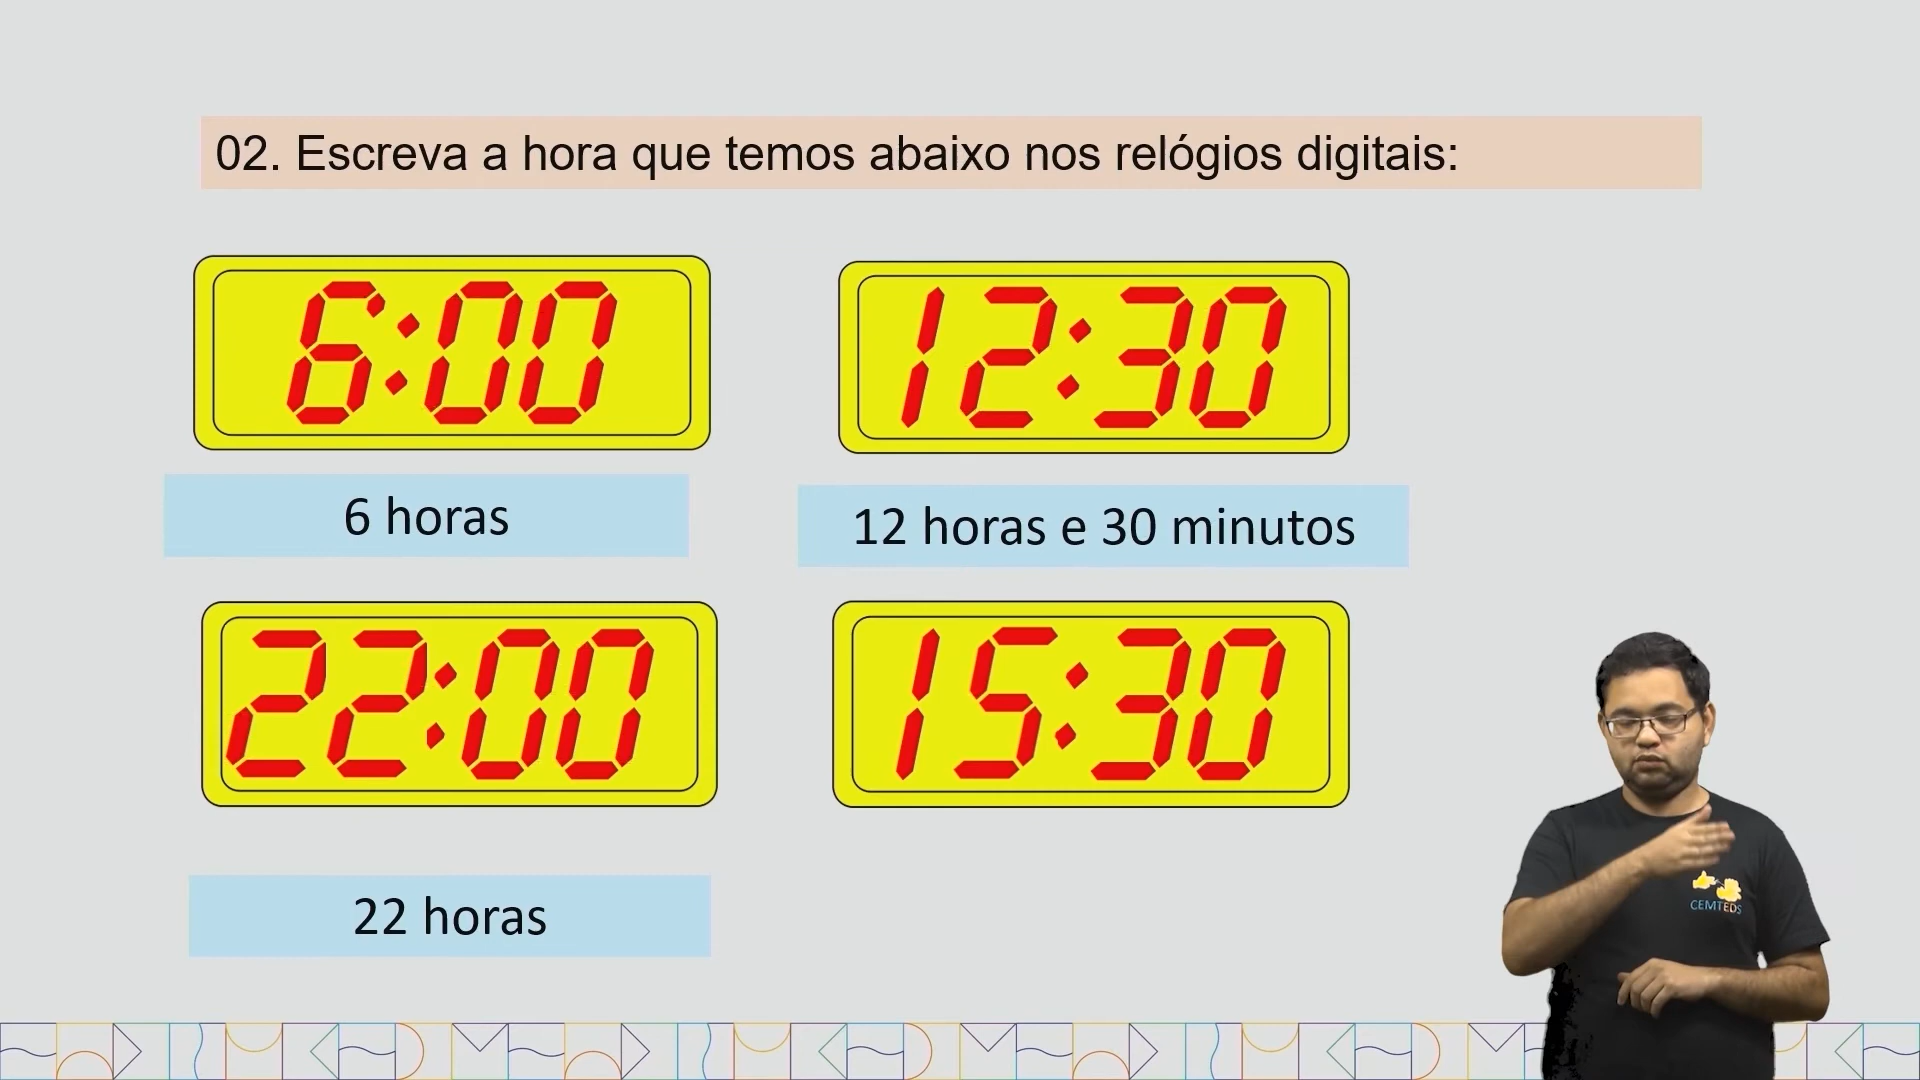 02. Escreva a hora que temos abaixo nos relógios digitais:
6:00
12:30
6 horas
12 horas e 30 minutos
22:00
15:30
22 horas
CEMTEDS